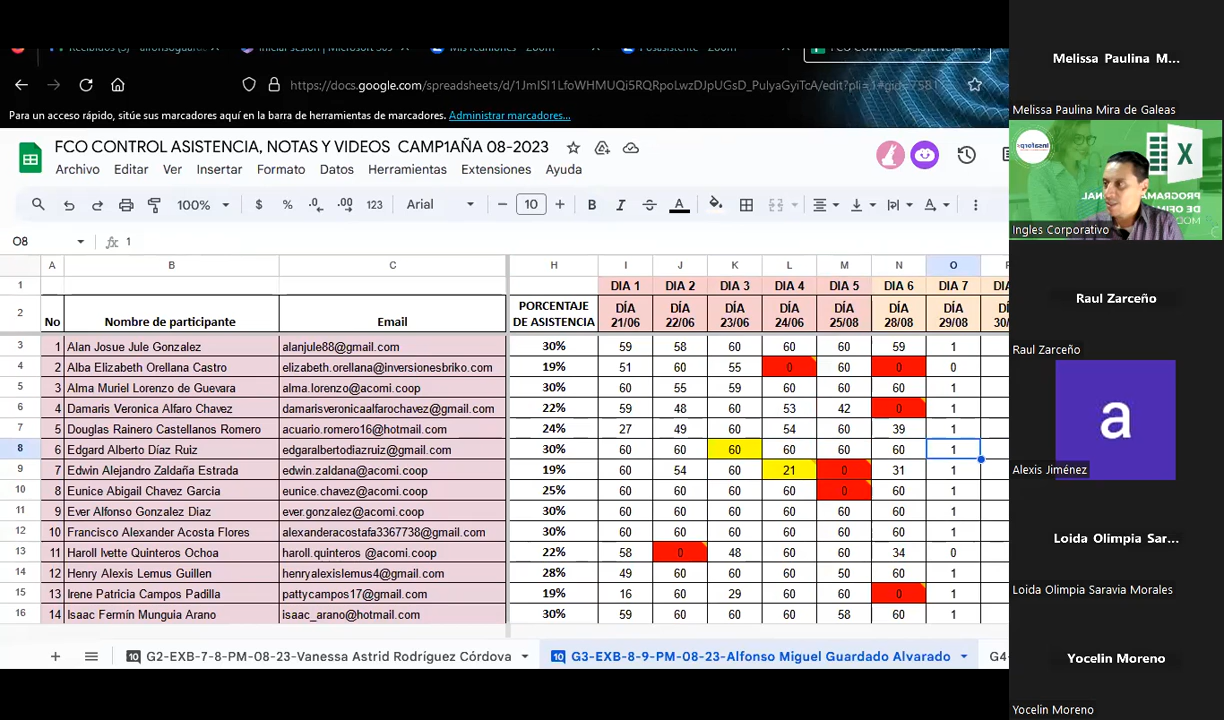 Para un acceso rápido, sitúe sus marcadores aquí en la barra de herramientas de marcadores. Administrar marcadores...
FCO CONTROL ASISTENCIA, NOTAS Y VIDEOS CAMP1AÑA 08-2023
Archivo Editar Ver Insertar Formato Datos Herramientas Extensiones Ayuda
100% $ % .0 .00 123 Arial 10 B I A
O8 fx 1
A B C H I J K L M N O
1 DIA 1 DIA 2 DIA 3 DIA 4 DIA 5 DIA 6 DIA 7
2 No Nombre de participante Email PORCENTAJE DE ASISTENCIA DÍA 21/06 DÍA 22/06 DÍA 23/06 DÍA 24/06 DÍA 25/08 DÍA 28/08 DÍA 29/08
3 1 Alan Josue Jule Gonzalez alanjule88@gmail.com 30% 59 58 60 60 60 59 1
4 2 Alba Elizabeth Orellana Castro elizabeth.orellana@inversionesbriko.com 19% 51 60 55 0 60 0 0
5 3 Alma Muriel Lorenzo de Guevara alma.lorenzo@acomi.coop 30% 60 55 59 60 60 60 1
6 4 Damaris Veronica Alfaro Chavez damarisveronicaalfarochavez@gmail.com 22% 59 48 60 53 42 0 1
7 5 Douglas Rainero Castellanos Romero acuario.romero16@hotmail.com 24% 27 49 60 54 60 39 1
8 6 Edgard Alberto Díaz Ruiz edgaralbertodiazruiz@gmail.com 30% 60 60 60 60 60 60 1
9 7 Edwin Alejandro Zaldaña Estrada edwin.zaldana@acomi.coop 19% 60 54 60 21 0 31 1
10 8 Eunice Abigail Chavez Garcia eunice.chavez@acomi.coop 25% 60 60 60 60 0 60 1
11 9 Ever Alfonso Gonzalez Diaz ever.gonzalez@acomi.coop 30% 60 60 60 60 60 60 1
12 10 Francisco Alexander Acosta Flores alexanderacostafa3367738@gmail.com 30% 60 60 60 60 60 60 1
13 11 Haroll Ivette Quinteros Ochoa haroll.quinteros @acomi.coop 22% 58 0 48 60 60 34 0
14 12 Henry Alexis Lemus Guillen henryalexislemus4@gmail.com 28% 49 60 60 60 50 60 1
15 13 Irene Patricia Campos Padilla pattycampos17@gmail.com 19% 16 60 29 60 60 0 1
16 14 Isaac Fermín Munguia Arano isaac_arano@hotmail.com 30% 59 60 60 60 58 60 1
10 G2-EXB-7-8-PM-08-23-Vanessa Astrid Rodríguez Córdova 10 G3-EXB-8-9-PM-08-23-Alfonso Miguel Guardado Alvarado G4
Melissa Paulina M...
Melissa Paulina Mira de Galeas
Ingles Corporativo
Raul Zarceño
Raul Zarceño
a
Alexis Jiménez
Loida Olimpia Sar...
Loida Olimpia Saravia Morales
Yocelin Moreno
Yocelin Moreno